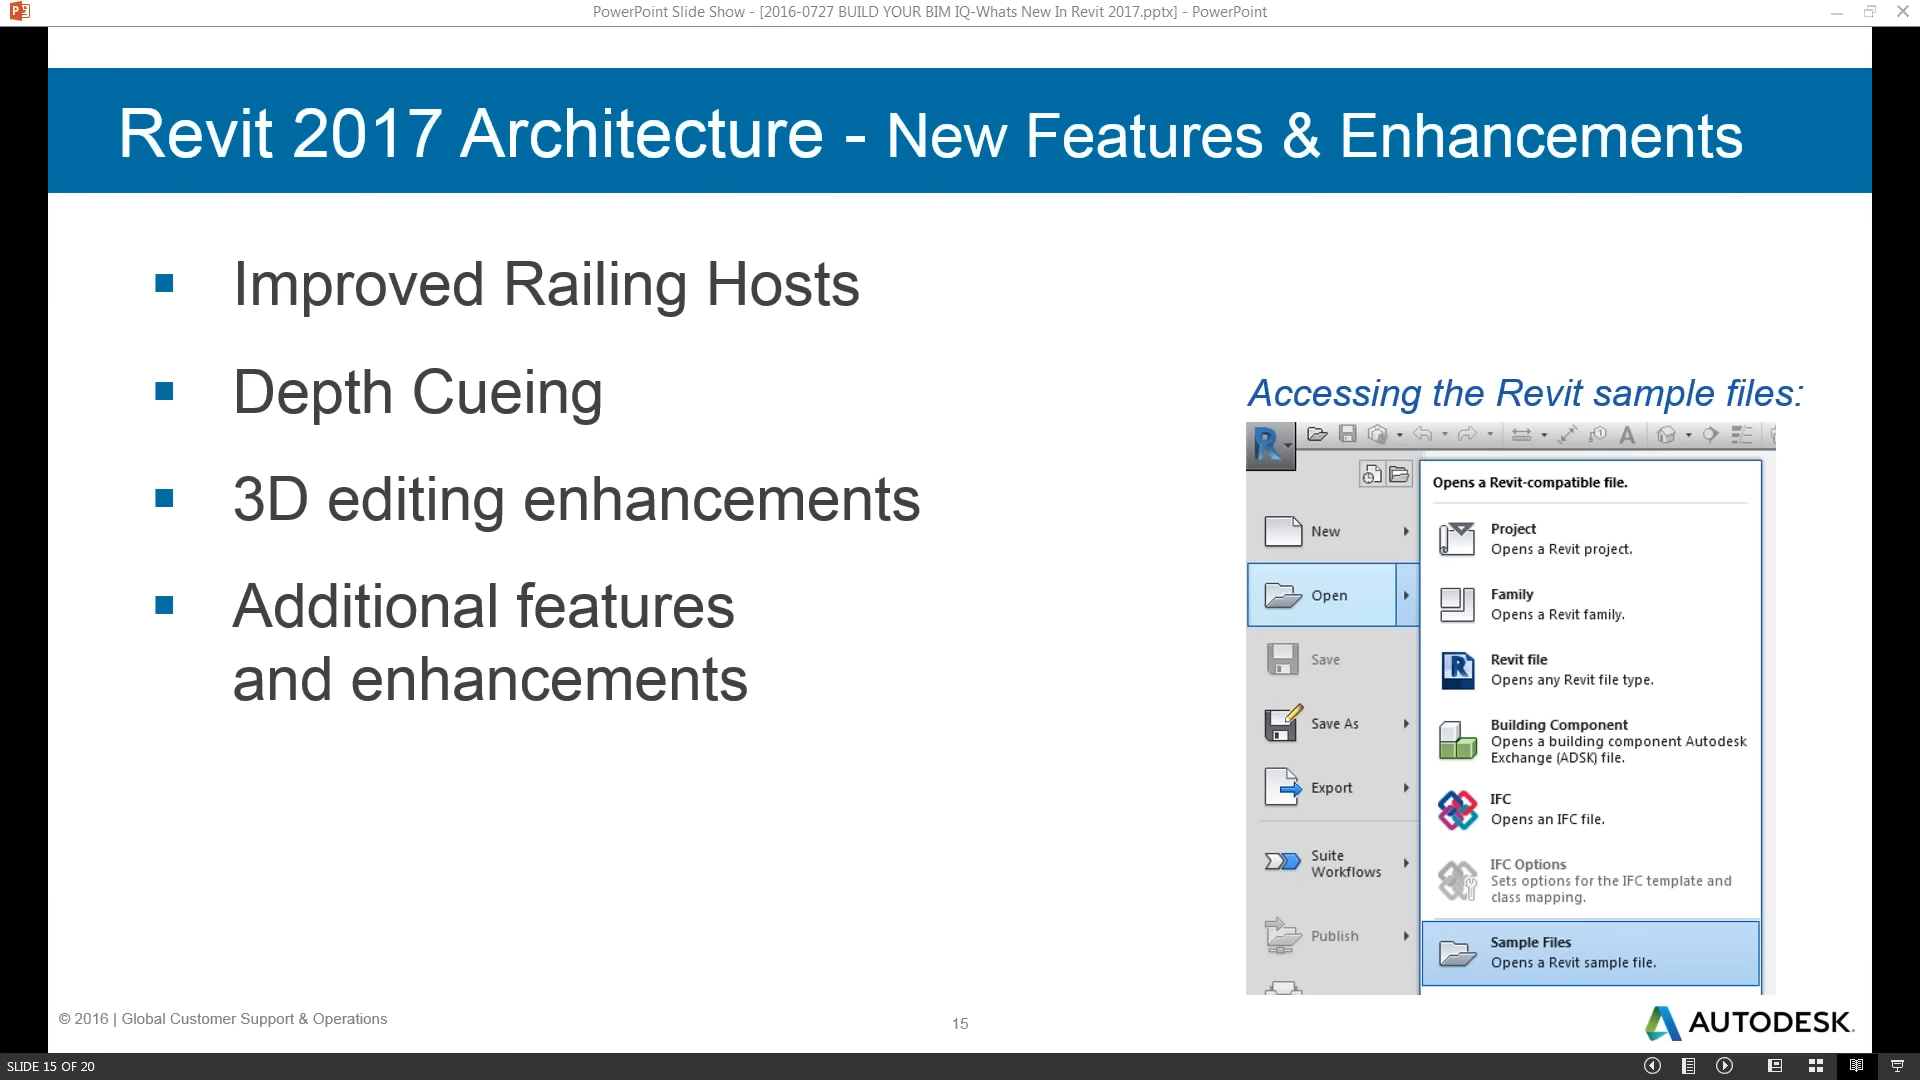 PowerPoint Slide Show - [2016-0727 BUILD YOUR BIM IQ-Whats New In Revit 2017.pptx] - PowerPoint
Revit 2017 Architecture - New Features & Enhancements
Improved Railing Hosts
Depth Cueing
3D editing enhancements
Additional features
and enhancements
Accessing the Revit sample files:
Opens a Revit-compatible file.
New
Open
Save
Save As
Export
Suite
Workflows
Publish
Project
Opens a Revit project.
Family
Opens a Revit family.
Revit file
Opens any Revit file type.
Building Component
Opens a building component Autodesk
Exchange (ADSK) file.
IFC
Opens an IFC file.
IFC Options
Sets options for the IFC template and
class mapping.
Sample Files
Opens a Revit sample file.
© 2016 | Global Customer Support & Operations
15
AUTODESK.
SLIDE 15 OF 20